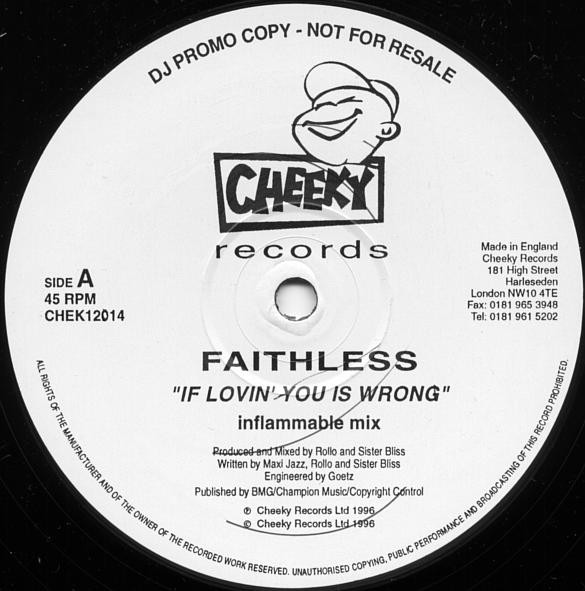 DJ PROMO COPY - NOT FOR RESALE
CHEEKY
records
SIDE A
45 RPM
CHEK12014
Made in England
Cheeky Records
181 High Street
Harleseden
London NW10 4TE
Fax: 0181 965 3948
Tel: 0181 961 5202
FAITHLESS
"IF LOVIN' YOU IS WRONG"
inflammable mix
Produced and Mixed by Rollo and Sister Bliss
Written by Maxi Jazz, Rollo and Sister Bliss
Engineered by Goetz
Published by BMG/Champion Music/Copyright Control
℗ Cheeky Records Ltd 1996
© Cheeky Records Ltd 1996
ALL RIGHTS OF THE MANUFACTURER AND OF THE OWNER OF THE RECORDED WORK RESERVED. UNAUTHORISED COPYING, PUBLIC PERFORMANCE AND BROADCASTING OF THIS RECORD PROHIBITED.